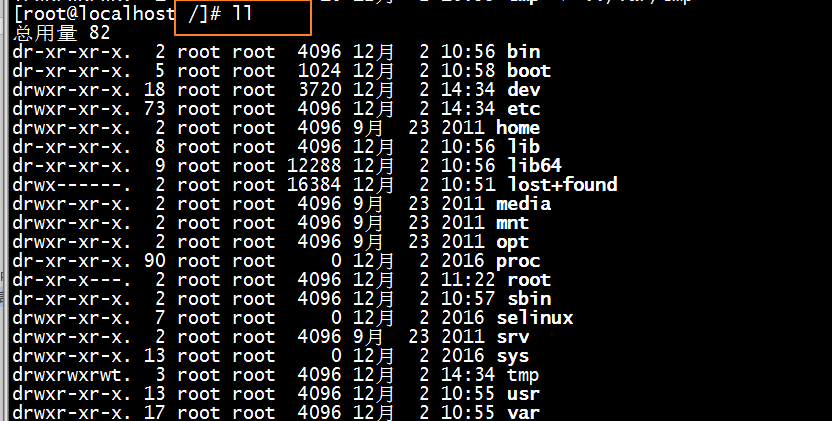 [root@localhost /]# ll
总用量 82
dr-xr-xr-x.  2 root root  4096 12月  2 10:56 bin
dr-xr-xr-x.  5 root root  1024 12月  2 10:58 boot
drwxr-xr-x. 18 root root  3720 12月  2 14:34 dev
drwxr-xr-x. 73 root root  4096 12月  2 14:34 etc
drwxr-xr-x.  2 root root  4096 9月  23 2011 home
dr-xr-xr-x.  8 root root  4096 12月  2 10:56 lib
dr-xr-xr-x.  9 root root 12288 12月  2 10:56 lib64
drwx------.  2 root root 16384 12月  2 10:51 lost+found
drwxr-xr-x.  2 root root  4096 9月  23 2011 media
drwxr-xr-x.  2 root root  4096 9月  23 2011 mnt
drwxr-xr-x.  2 root root  4096 9月  23 2011 opt
dr-xr-xr-x. 90 root root     0 12月  2 2016 proc
dr-xr-x---.  2 root root  4096 12月  2 11:22 root
dr-xr-xr-x.  2 root root  4096 12月  2 10:57 sbin
drwxr-xr-x.  7 root root     0 12月  2 2016 selinux
drwxr-xr-x.  2 root root  4096 9月  23 2011 srv
drwxr-xr-x. 13 root root     0 12月  2 2016 sys
drwxrwxrwt.  3 root root  4096 12月  2 14:34 tmp
drwxr-xr-x. 13 root root  4096 12月  2 10:55 usr
drwxr-xr-x. 17 root root  4096 12月  2 10:55 var